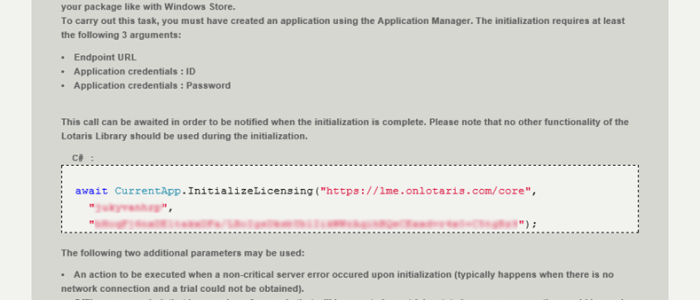 your package like with Windows Store.
To carry out this task, you must have created an application using the Application Manager. The initialization requires at least
the following 3 arguments:
• Endpoint URL
• Application credentials : ID
• Application credentials : Password
This call can be awaited in order to be notified when the initialization is complete. Please note that no other functionality of the
Lotaris Library should be used during the initialization.
C# :
await CurrentApp.InitializeLicensing("https://lme.onlotaris.com/core",
"",
"");
The following two additional parameters may be used:
• An action to be executed when a non-critical server error occured upon initialization (typically happens when there is no
network connection and a trial could not be obtained).